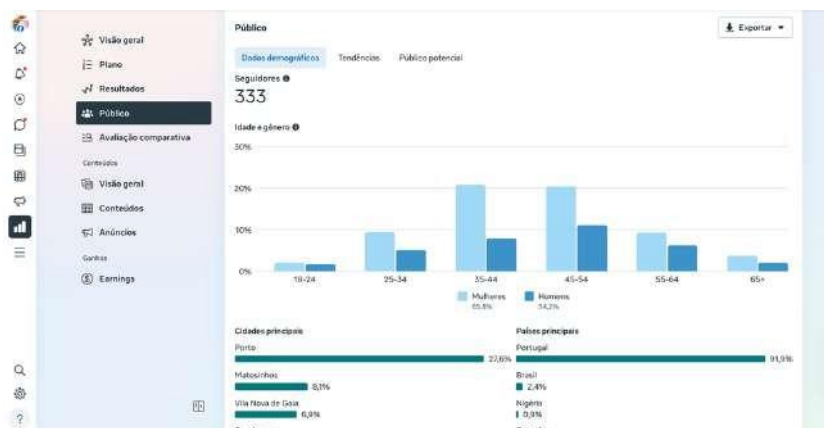 Visão geral
Plano
Resultados
Público
Avaliação comparativa
Conteúdos
Visão geral
Conteúdos
Anúncios
Ganhos
Earnings
Público
Exportar
Dados demográficos
Tendências
Público potencial
Seguidores
333
Idade e género
30%
20%
10%
0%
18-24
25-34
35-44
45-54
55-64
65+
Mulheres
65,8%
Homens
34,2%
Cidades principais
Porto
27,6%
Matosinhos
8,1%
Vila Nova de Gaia
6,9%
Países principais
Portugal
91,9%
Brasil
2,4%
Nigéria
0,9%